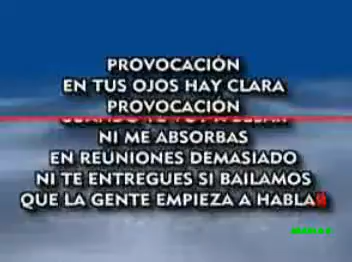 PROVOCACIÓN
EN TUS OJOS HAY CLARA
PROVOCACIÓN
NI ME ABSORBAS
EN REUNIONES DEMASIADO
NI TE ENTREGUES SI BAILAMOS
QUE LA GENTE EMPIEZA A HABLAR